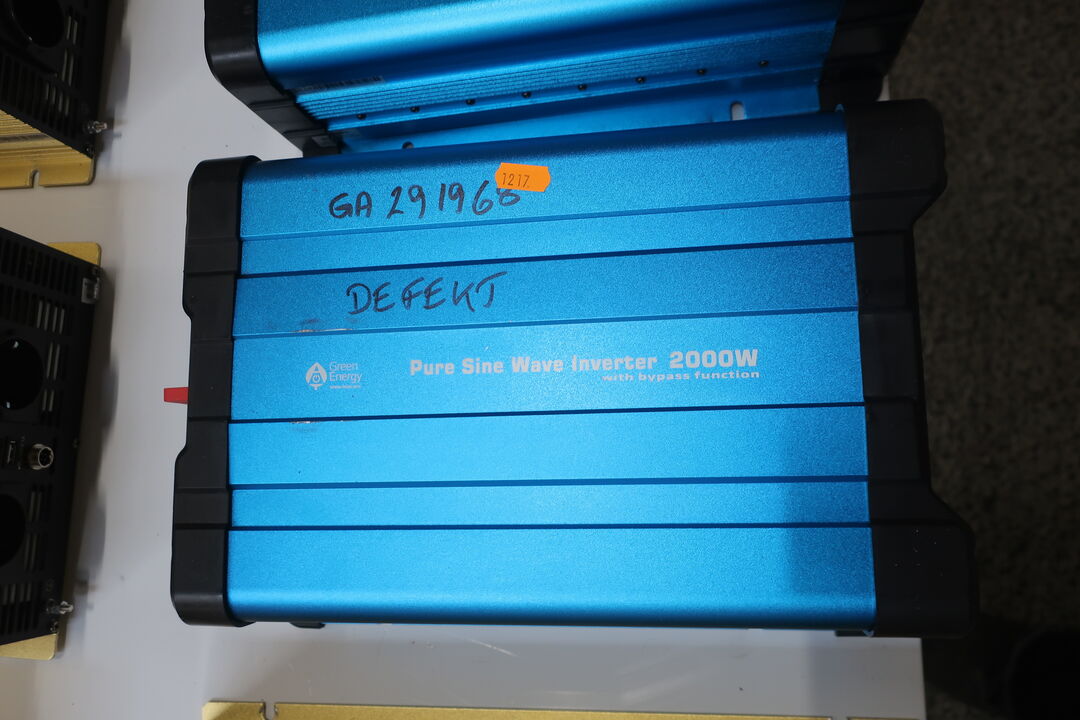 1217
GA 291968
DEFEKT
Green
Energy
Pure Sine Wave Inverter 2000W
with bypass function